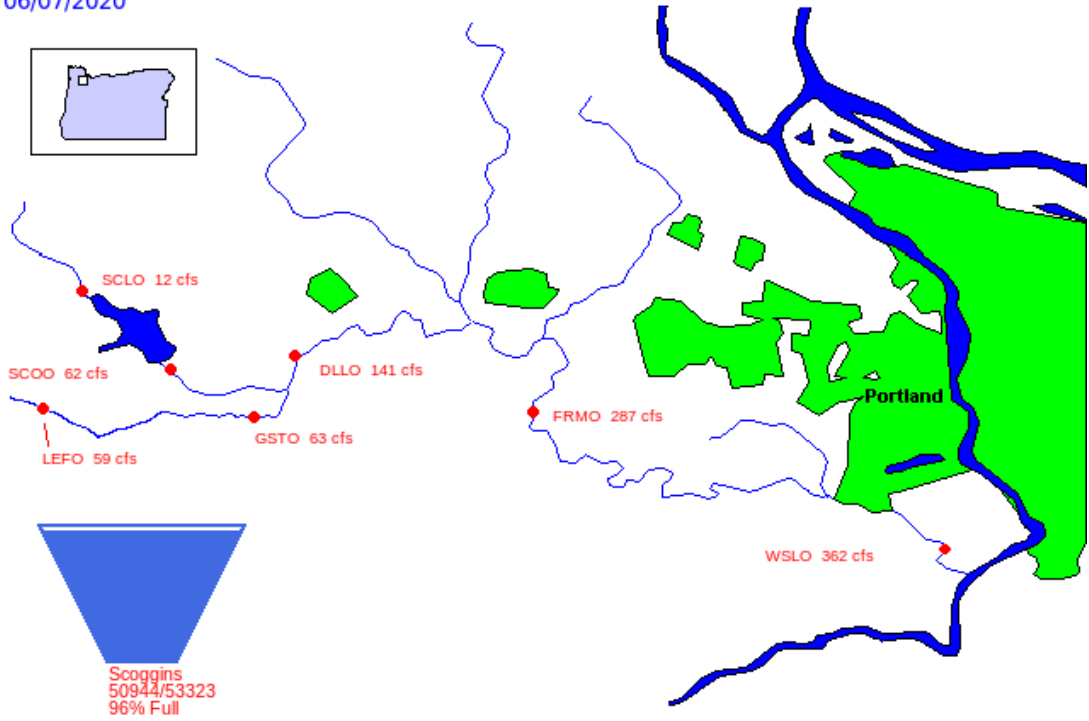 06/07/2020
SCLO 12 cfs
SCOO 62 cfs
DLLO 141 cfs
Portland
FRMO 287 cfs
GSTO 63 cfs
LEFO 59 cfs
WSLO 362 cfs
Scoggins
50944/53323
96% Full